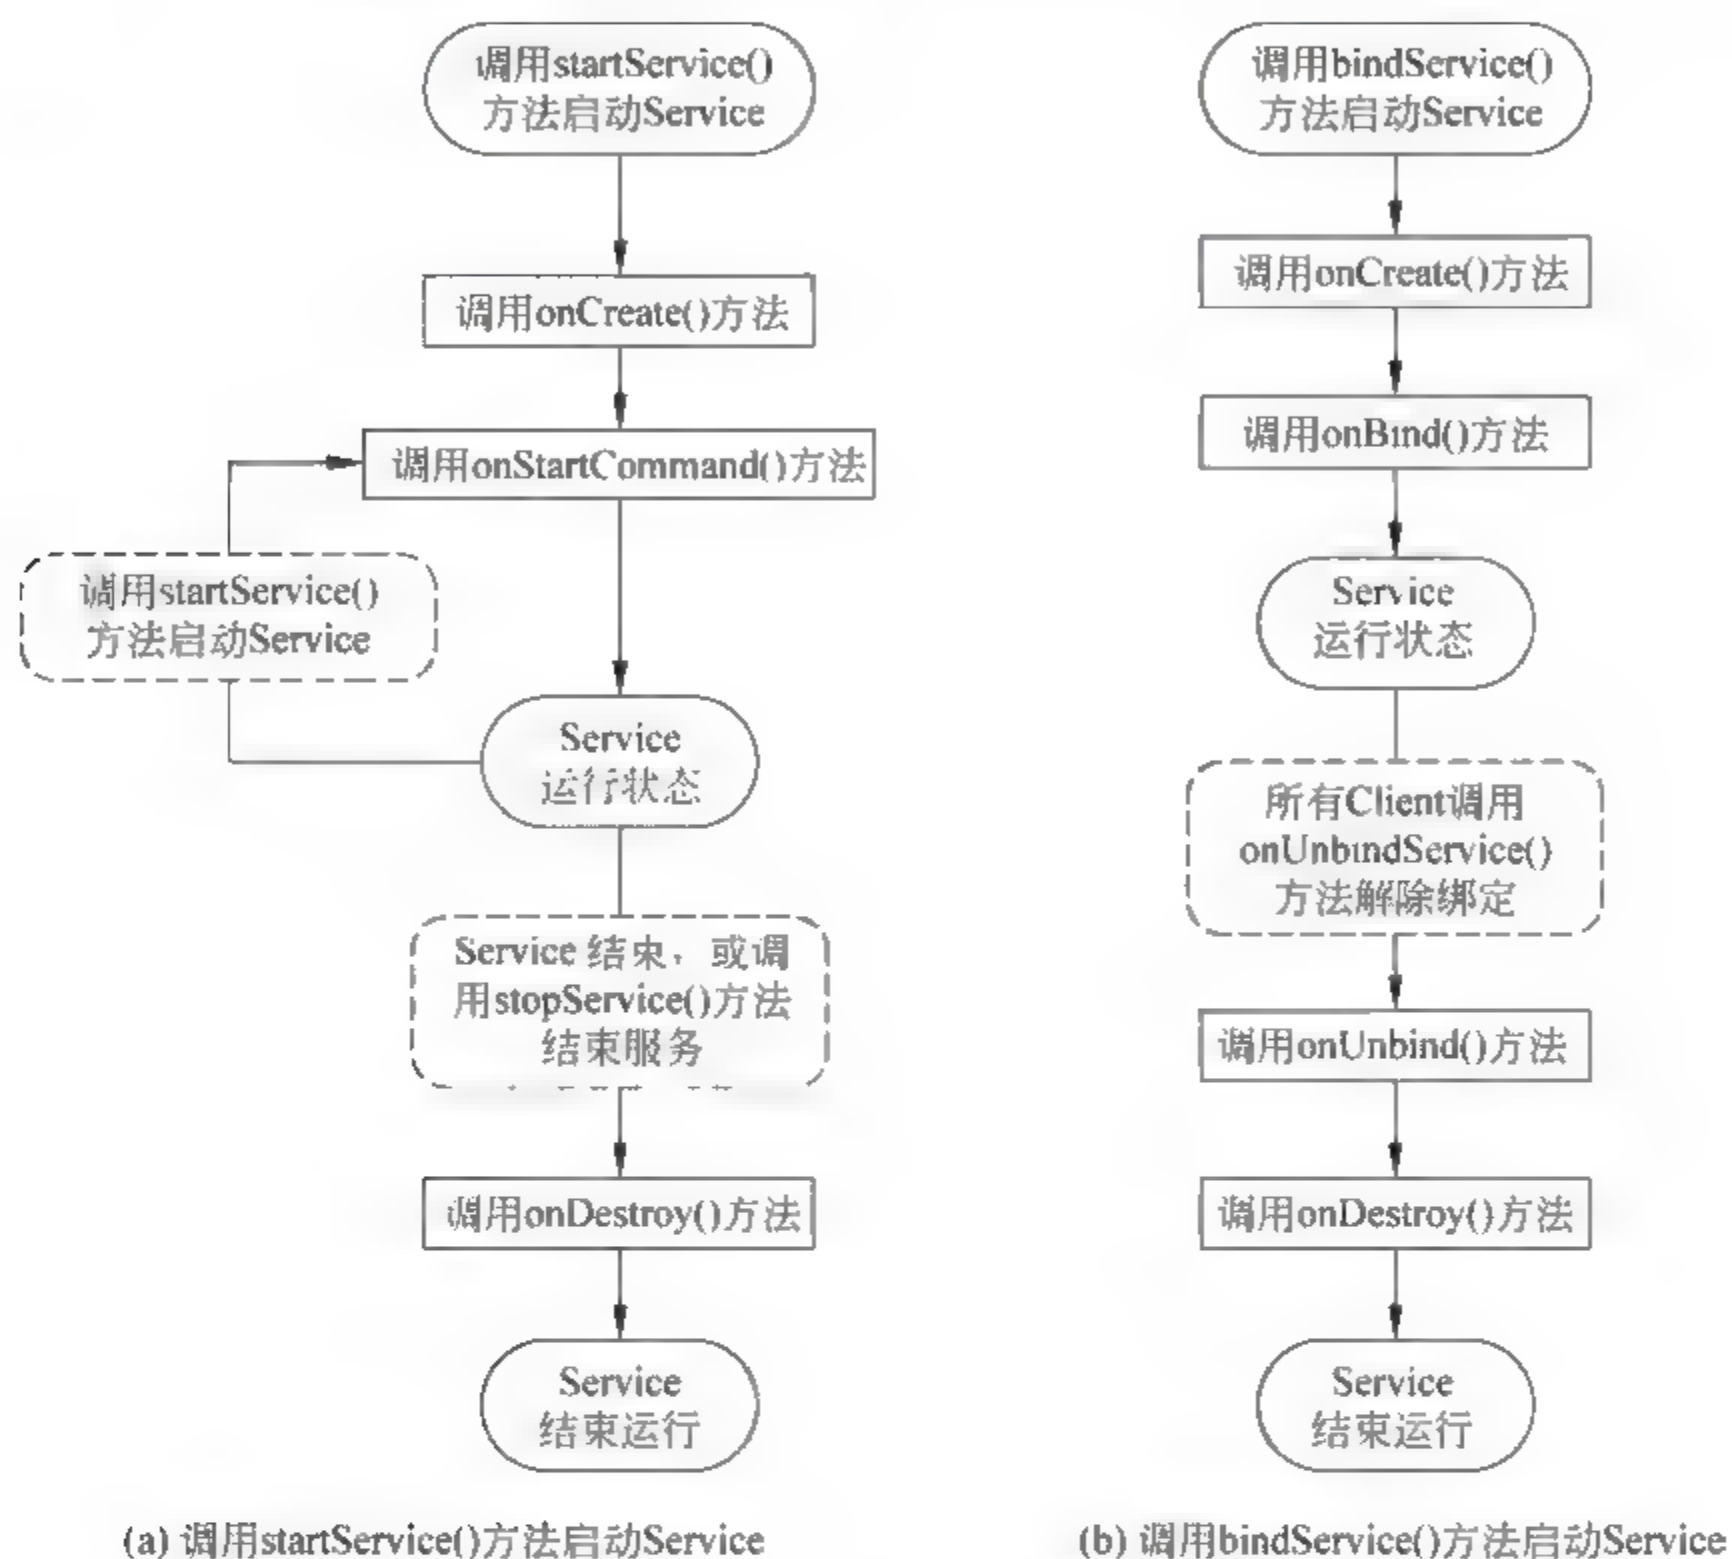 调用startService()
方法启动Service
调用onCreate()方法
调用onStartCommand()方法
调用startService()
方法启动Service
Service
运行状态
Service 结束，或调
用stopService()方法
结束服务
调用onDestroy()方法
Service
结束运行
(a) 调用startService()方法启动Service
调用bindService()
方法启动Service
调用onCreate()方法
调用onBind()方法
Service
运行状态
所有Client调用
onUnbindService()
方法解除绑定
调用onUnbind()方法
调用onDestroy()方法
Service
结束运行
(b) 调用bindService()方法启动Service